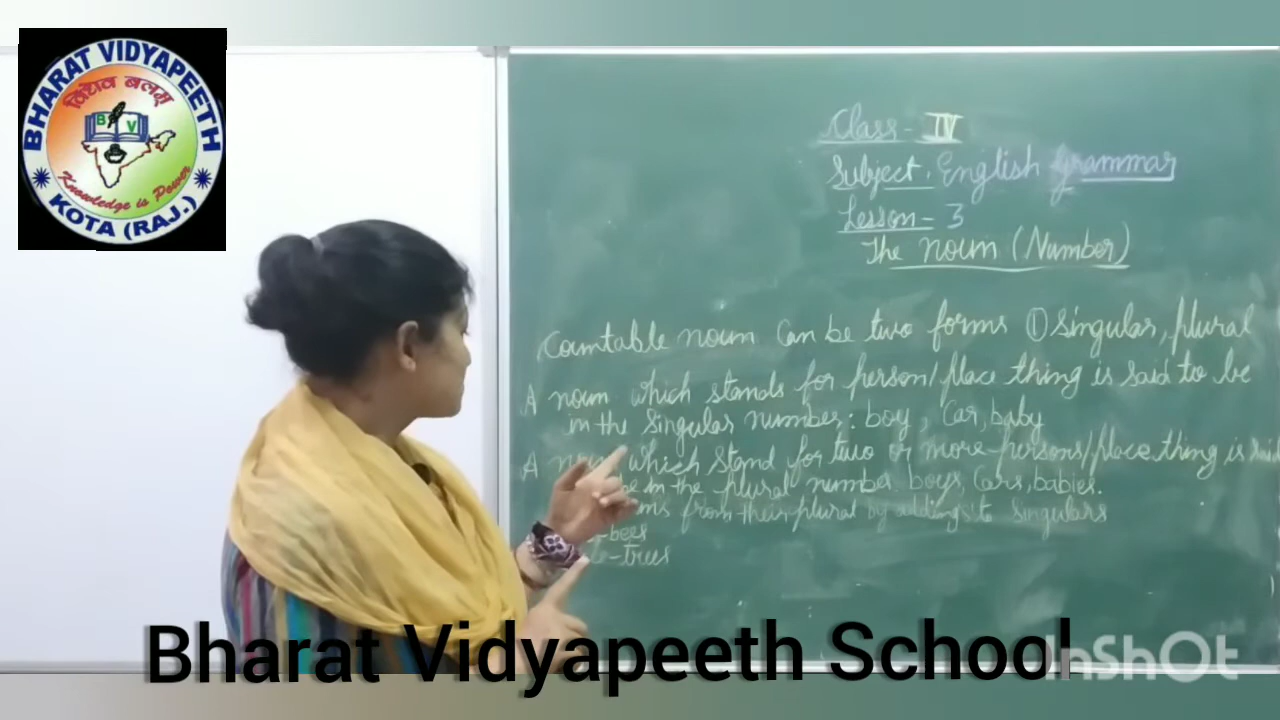 BHARAT VIDYAPEETH
विद्यैव बलम्
B V
Knowledge is Power
KOTA (RAJ.)
Class - IV
Subject. English Grammar
Lesson - 3
The noun (Number)
Countable noun Can be two forms ① Singular, plural
A noun which stands for person/place thing is said to be
in the Singular number: boy, Car, baby
A which stand for two or more persons/place thing is said
be in the plural number boys, Cars, babies.
from their plural by adding s to Singulars
- bees
- trees
Bharat Vidyapeeth School
InShOt